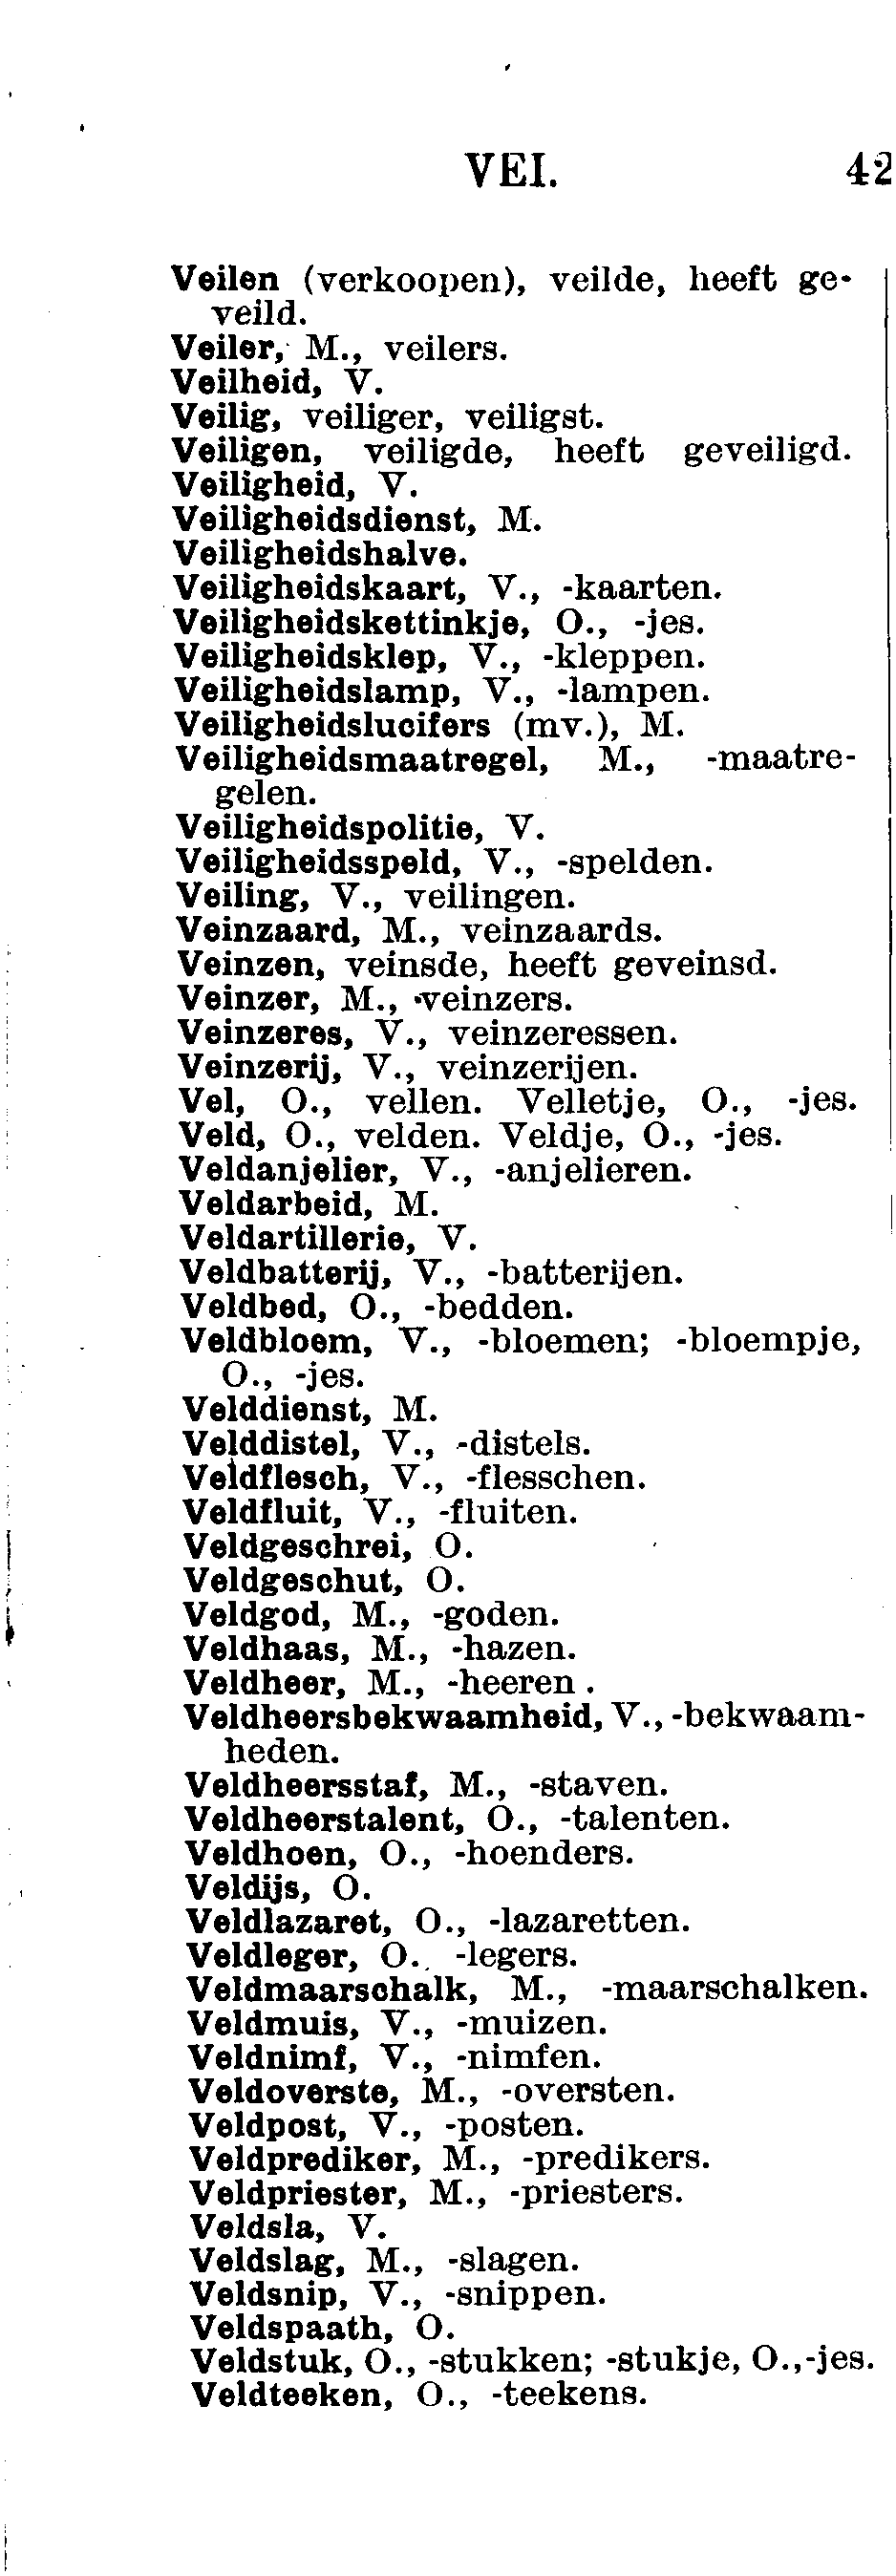 VEI. 42
Veilen (verkoopen), veilde, heeft ge-
veild.
Veiler, M., veilers.
Veilheid, V.
Veilig, veiliger, veiligst.
Veiligen, veiligde, heeft geveiligd.
Veiligheid, V.
Veiligheidsdienst, M.
Veiligheidshalve.
Veiligheidskaart, V., -kaarten.
Veiligheidskettinkje, O., -jes.
Veiligheidsklep, V., -kleppen.
Veiligheidslamp, V., -lampen.
Veiligheidslucifers (mv.), M.
Veiligheidsmaatregel, M., -maatre-
gelen.
Veiligheidspolitie, V.
Veiligheidsspeld, V., -spelden.
Veiling, V., veilingen.
Veinzaard, M., veinzaards.
Veinzen, veinsde, heeft geveinsd.
Veinzer, M., veinzers.
Veinzeres, V., veinzeressen.
Veinzerij, V., veinzerijen.
Vel, O., vellen. Velletje, O., -jes.
Veld, O., velden. Veldje, O., -jes.
Veldanjelier, V., -anjelieren.
Veldarbeid, M.
Veldartillerie, V.
Veldbatterij, V., -batterijen.
Veldbed, O., -bedden.
Veldbloem, V., -bloemen; -bloempje,
O., -jes.
Velddienst, M.
Velddistel, V., -distels.
Veldflesch, V., -flesschen.
Veldfluit, V., -fluiten.
Veldgeschrei, O.
Veldgeschut, O.
Veldgod, M., -goden.
Veldhaas, M., -hazen.
Veldheer, M., -heeren.
Veldheersbekwaamheid, V., -bekwaam-
heden.
Veldheersstaf, M., -staven.
Veldheerstalent, O., -talenten.
Veldhoen, O., -hoenders.
Veldijs, O.
Veldlazaret, O., -lazaretten.
Veldleger, O., -legers.
Veldmaarschalk, M., -maarschalken.
Veldmuis, V., -muizen.
Veldnimf, V., -nimfen.
Veldoverste, M., -oversten.
Veldpost, V., -posten.
Veldprediker, M., -predikers.
Veldpriester, M., -priesters.
Veldsla, V.
Veldslag, M., -slagen.
Veldsnip, V., -snippen.
Veldspaath, O.
Veldstuk, O., -stukken; -stukje, O.,-jes.
Veldteeken, O., -teekens.